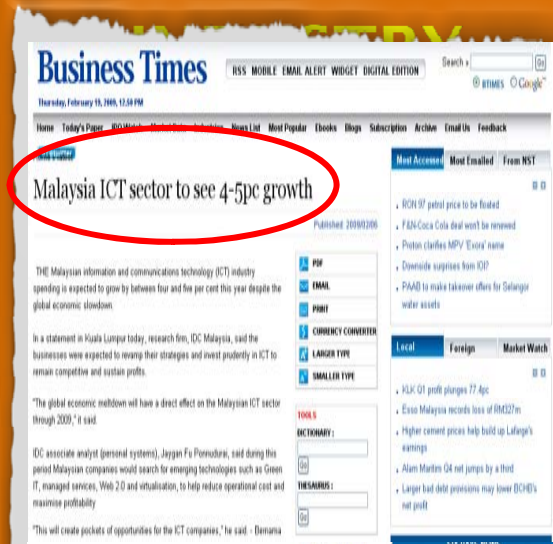 INDUSTRY
Business Times
RSS MOBILE EMAIL ALERT WIDGET DIGITAL EDITION
Search »
Go
BTIMES Google
Thursday, February 19, 2009, 12.50 PM
Home Today's Paper News List Most Popular Ebooks Blogs Subscription Archive Email Us Feedback
Malaysia ICT sector to see 4-5pc growth
Published: 2009/02/06
THE Malaysian information and communications technology (ICT) industry
spending is expected to grow by between four and five per cent this year despite the
global economic slowdown.
In a statement in Kuala Lumpur today, research firm, IDC Malaysia, said the
businesses were expected to revamp their strategies and invest prudently in ICT to
remain competitive and sustain profits.
"The global economic meltdown will have a direct effect on the Malaysian ICT sector
through 2009," it said.
IDC associate analyst (personal systems), Jaygan Fu Ponnudurai, said during this
period Malaysian companies would search for emerging technologies such as Green
IT, managed services, Web 2.0 and virtualisation, to help reduce operational cost and
maximise profitability
"This will create pockets of opportunities for the ICT companies," he said. - Bernama
PDF
EMAIL
PRINT
CURRENCY CONVERTER
LARGER TYPE
SMALLER TYPE
TOOLS
DICTIONARY :
Go
THESAURUS :
Go
Most Accessed Most Emailed From NST
RON 97 petrol price to be floated
F&N-Coca Cola deal won't be renewed
Proton clarifies MPV 'Exora' name
Downside surprises from IOI?
PAAB to make takeover offers for Selangor
water assets
Local Foreign Market Watch
KLK Q1 profit plunges 77.4pc
Esso Malaysia records loss of RM327m
Higher cement prices help build up Lafarge's
earnings
Alam Maritim Q4 net jumps by a third
Larger bad debt provisions may lower BCHB's
net profit